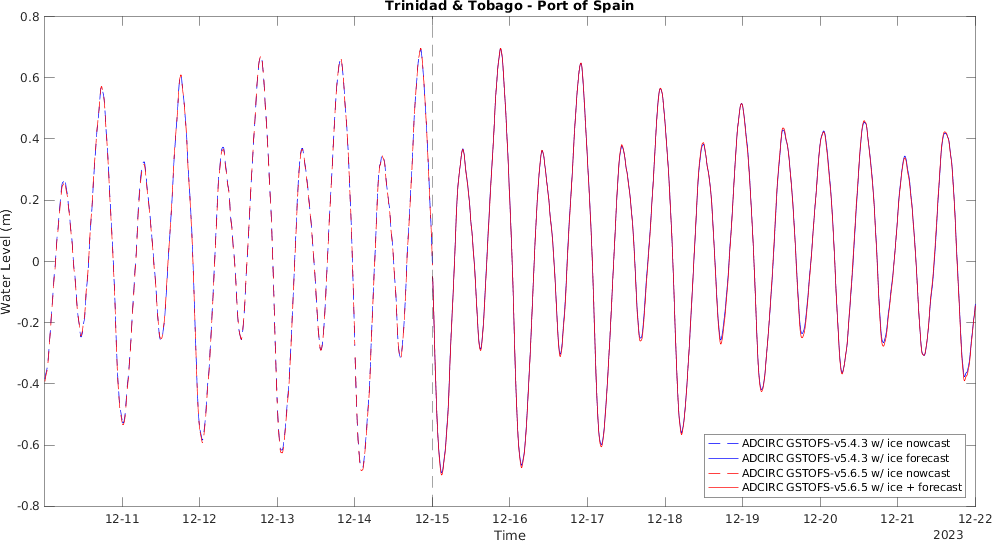 Trinidad & Tobago - Port of Spain
Water Level (m)
0.8
0.6
0.4
0.2
0
-0.2
-0.4
-0.6
-0.8
ADCIRC GSTOFS-v5.4.3 w/ ice nowcast
ADCIRC GSTOFS-v5.4.3 w/ ice forecast
ADCIRC GSTOFS-v5.6.5 w/ ice nowcast
ADCIRC GSTOFS-v5.6.5 w/ ice + forecast
12-11 12-12 12-13 12-14 12-15 12-16 12-17 12-18 12-19 12-20 12-21 12-22
Time
2023